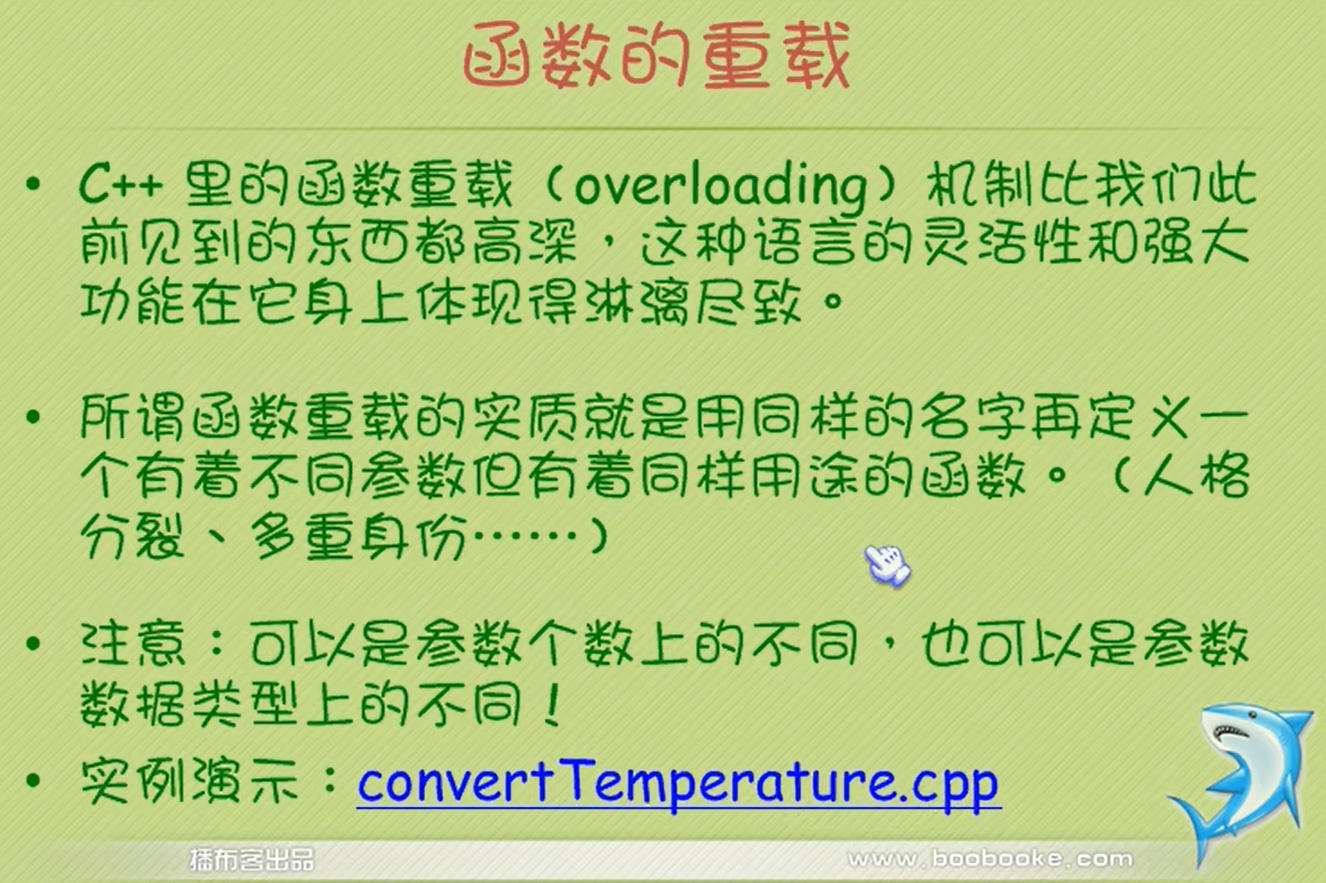 函数的重载
• C++ 里的函数重载（overloading）机制比我们此
前见到的东西都高深，这种语言的灵活性和强大
功能在它身上体现得淋漓尽致。
• 所谓函数重载的实质就是用同样的名字再定义一
个有着不同参数但有着同样用途的函数。（人格
分裂、多重身份……）
• 注意：可以是参数个数上的不同，也可以是参数
数据类型上的不同！
• 实例演示：convertTemperature.cpp
播布客出品
www.boobooke.com